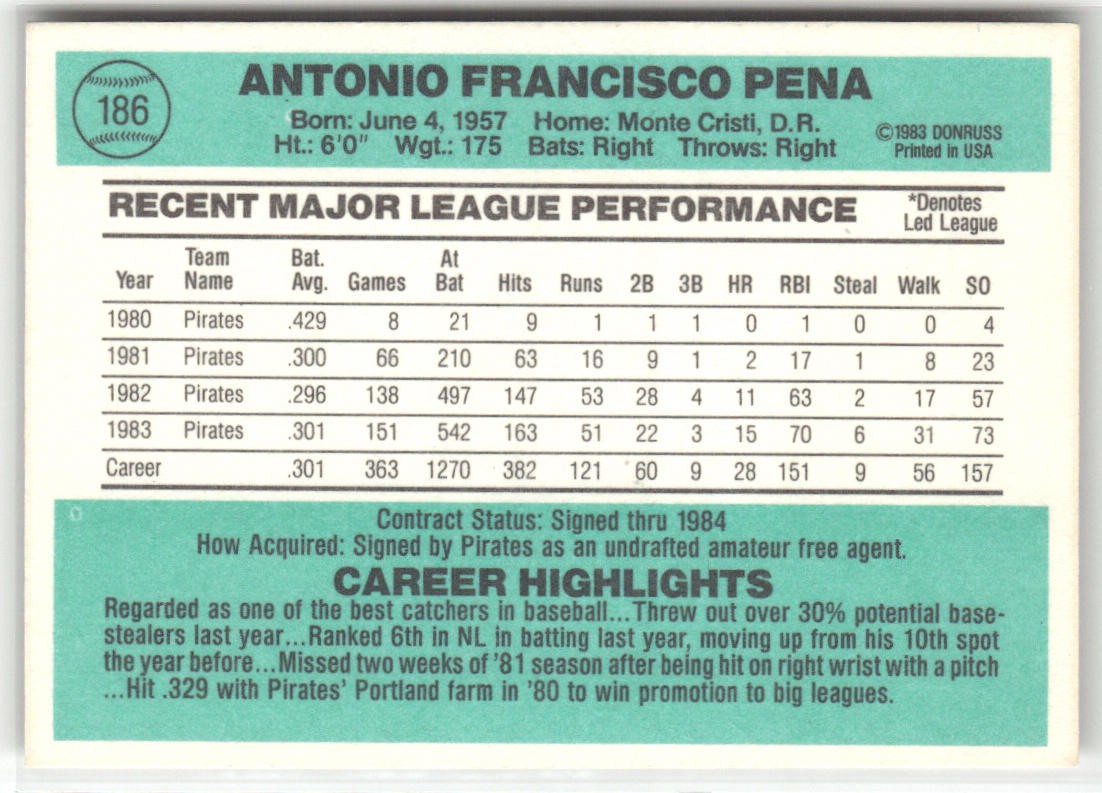 186
ANTONIO FRANCISCO PENA
Born: June 4, 1957 Home: Monte Cristi, D.R.
Ht.: 6'0" Wgt.: 175 Bats: Right Throws: Right
©1983 DONRUSS
Printed in USA
RECENT MAJOR LEAGUE PERFORMANCE
*Denotes
Led League
Year Team Name Bat. Avg. Games At Bat Hits Runs 2B 3B HR RBI Steal Walk SO
1980 Pirates .429 8 21 9 1 1 1 0 1 0 0 4
1981 Pirates .300 66 210 63 16 9 1 2 17 1 8 23
1982 Pirates .296 138 497 147 53 28 4 11 63 2 17 57
1983 Pirates .301 151 542 163 51 22 3 15 70 6 31 73
Career .301 363 1270 382 121 60 9 28 151 9 56 157
Contract Status: Signed thru 1984
How Acquired: Signed by Pirates as an undrafted amateur free agent.
CAREER HIGHLIGHTS
Regarded as one of the best catchers in baseball...Threw out over 30% potential base-
stealers last year...Ranked 6th in NL in batting last year, moving up from his 10th spot
the year before...Missed two weeks of '81 season after being hit on right wrist with a pitch
...Hit .329 with Pirates' Portland farm in '80 to win promotion to big leagues.